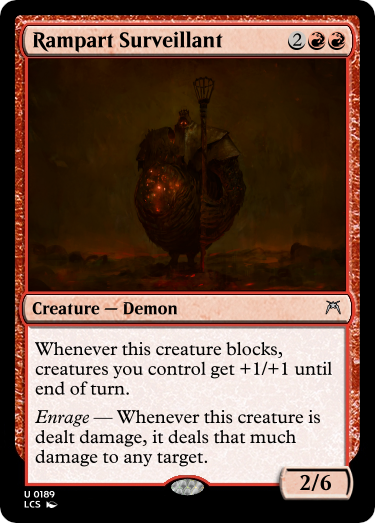 Rampart Surveillant 2
Creature — Demon
Whenever this creature blocks,
creatures you control get +1/+1 until
end of turn.
Enrage — Whenever this creature is
dealt damage, it deals that much
damage to any target.
2/6
U 0189
LCS